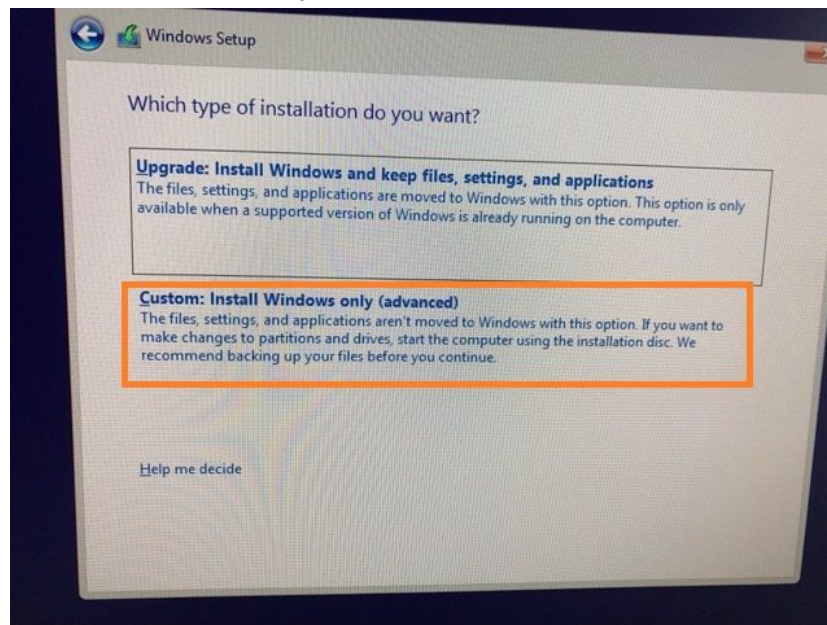 Windows Setup
Which type of installation do you want?
Upgrade: Install Windows and keep files, settings, and applications
The files, settings, and applications are moved to Windows with this option. This option is only
available when a supported version of Windows is already running on the computer.
Custom: Install Windows only (advanced)
The files, settings, and applications aren't moved to Windows with this option. If you want to
make changes to partitions and drives, start the computer using the installation disc. We
recommend backing up your files before you continue.
Help me decide